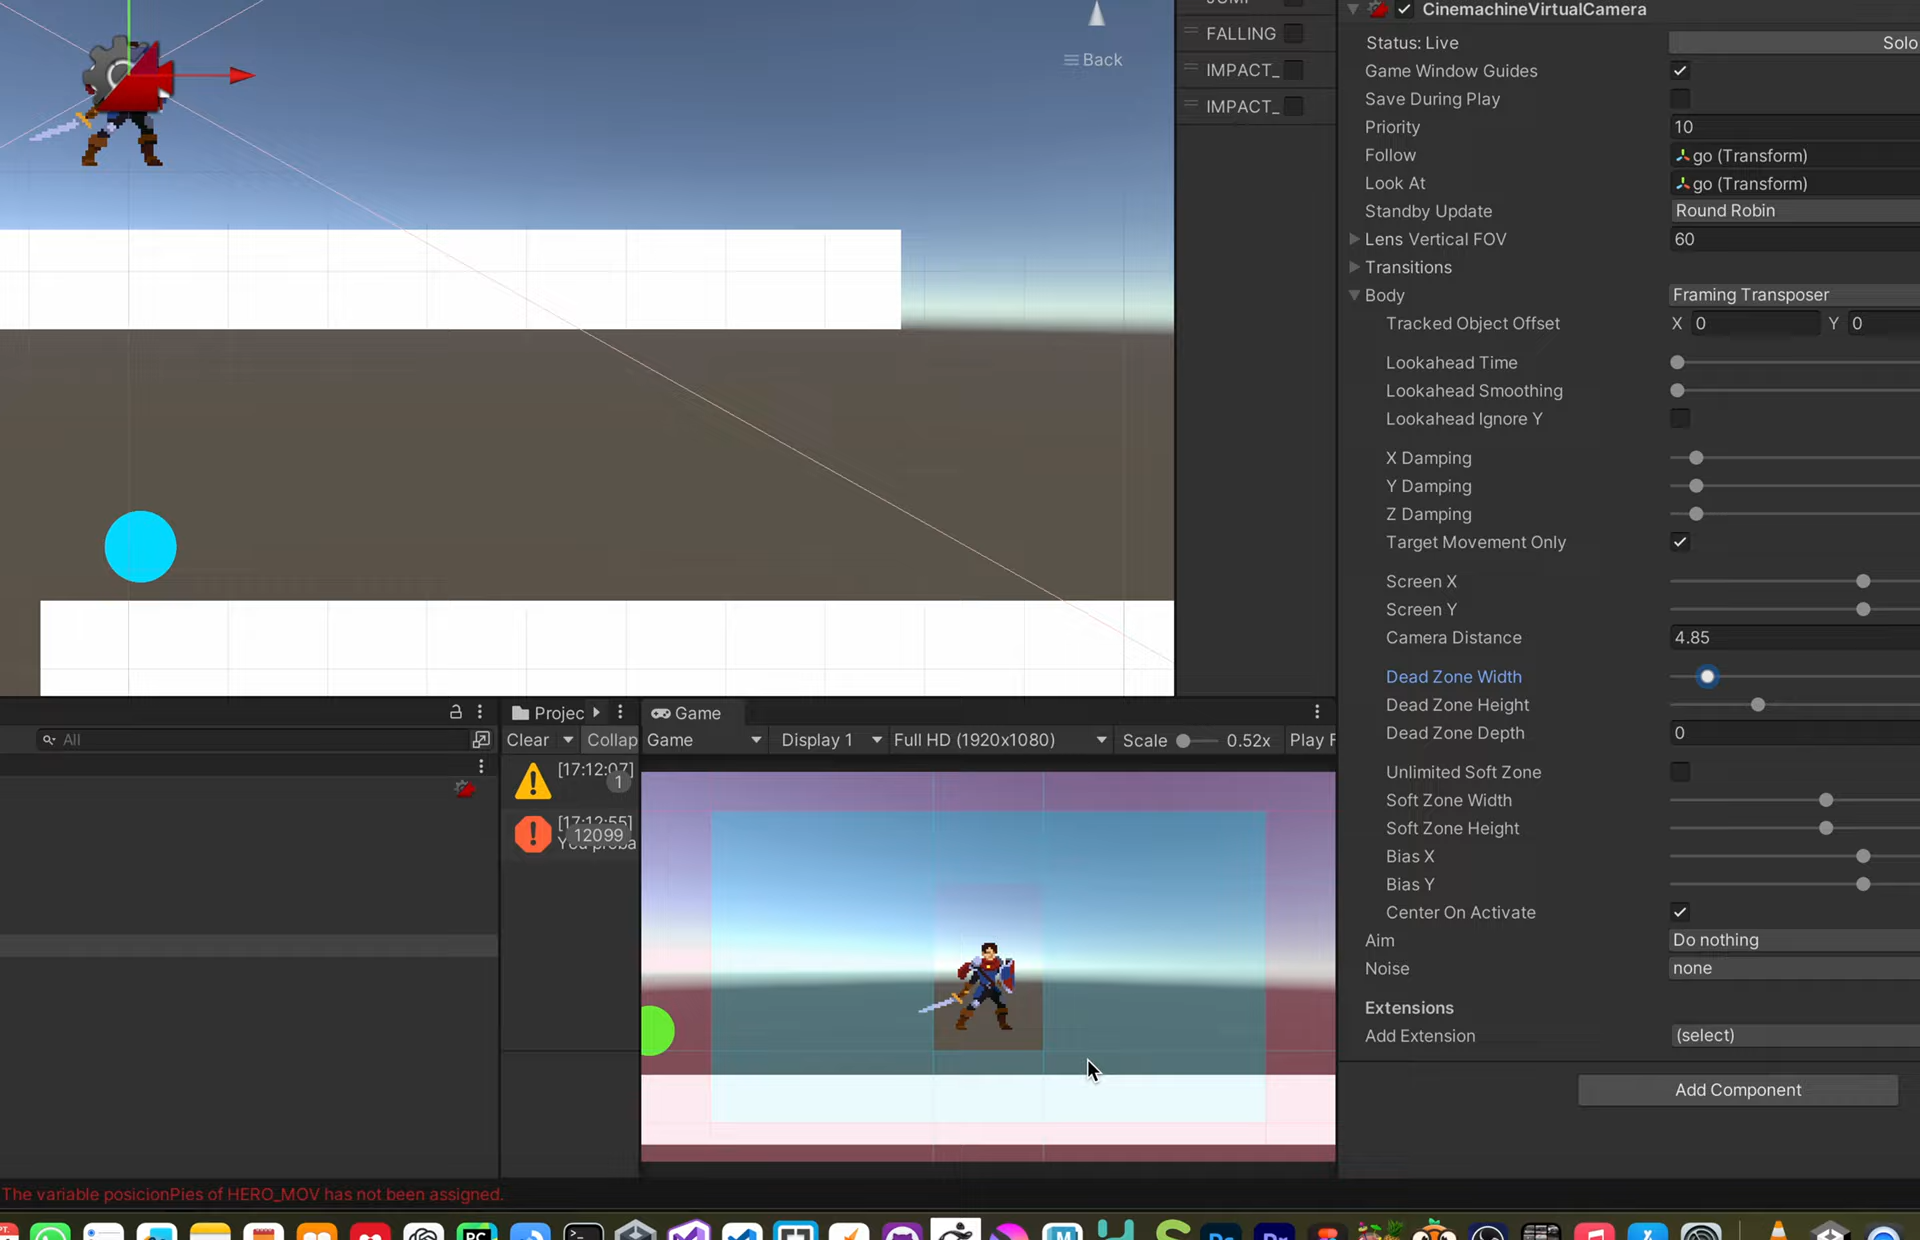 Back
FALLING
IMPACT_
IMPACT_
CinemachineVirtualCamera
Status: Live
Solo
Game Window Guides
Save During Play
Priority
10
Follow
go (Transform)
Look At
go (Transform)
Standby Update
Round Robin
Lens Vertical FOV
60
Transitions
Body
Framing Transposer
Tracked Object Offset
X 0 Y 0
Lookahead Time
Lookahead Smoothing
Lookahead Ignore Y
X Damping
Y Damping
Z Damping
Target Movement Only
Screen X
Screen Y
Camera Distance
4.85
Dead Zone Width
Dead Zone Height
Dead Zone Depth
0
Unlimited Soft Zone
Soft Zone Width
Soft Zone Height
Bias X
Bias Y
Center On Activate
Aim
Do nothing
Noise
none
Extensions
Add Extension
(select)
Add Component
All
Projec
Clear
Collap
[17:12:07]
1
[17:12:55]
12099
Game
Game
Display 1
Full HD (1920x1080)
Scale
0.52x
Play F
The variable posicionPies of HERO_MOV has not been assigned.